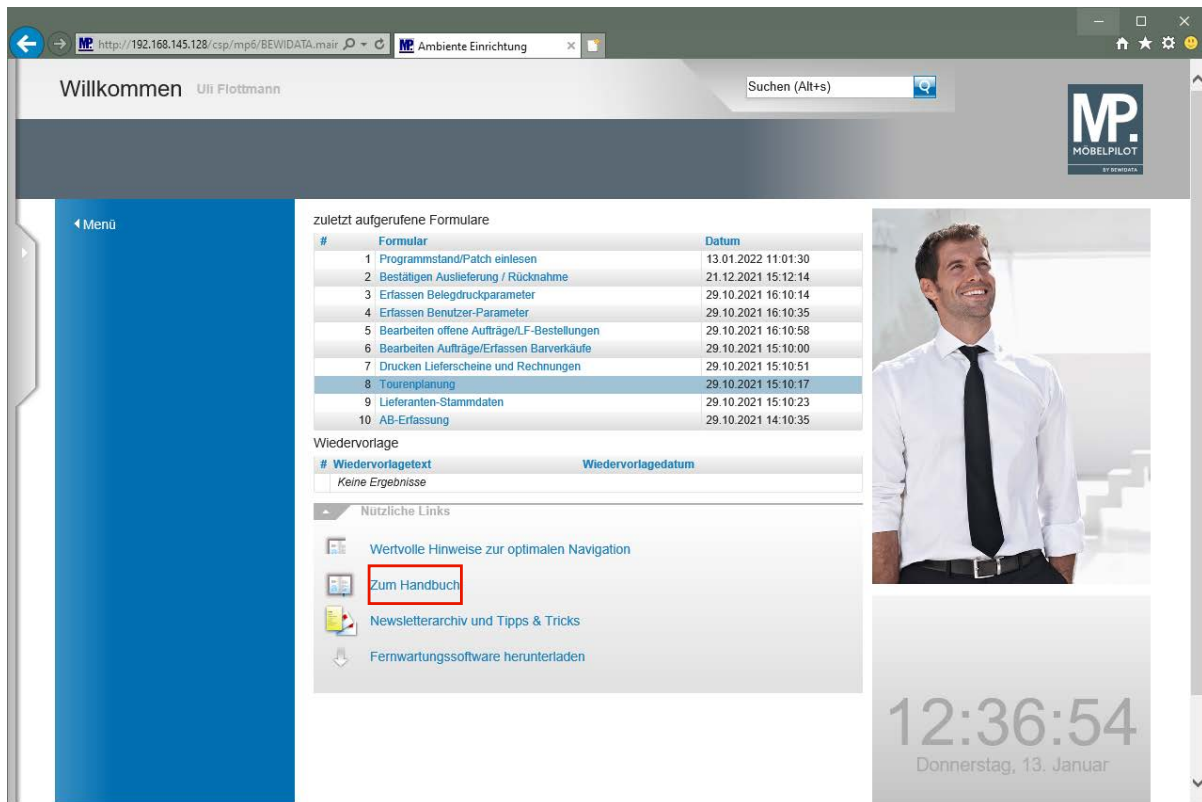 http://192.168.145.128/csp/mp6/BEWIDATA.mair
MP Ambiente Einrichtung
Willkommen Uli Flottmann
Suchen (Alt+s)
MP.
MÖBELPILOT
BY BEWIDATA
Menü
zuletzt aufgerufene Formulare
# Formular Datum
1 Programmstand/Patch einlesen 13.01.2022 11:01:30
2 Bestätigen Auslieferung / Rücknahme 21.12.2021 15:12:14
3 Erfassen Belegdruckparameter 29.10.2021 16:10:14
4 Erfassen Benutzer-Parameter 29.10.2021 16:10:35
5 Bearbeiten offene Aufträge/LF-Bestellungen 29.10.2021 16:10:58
6 Bearbeiten Aufträge/Erfassen Barverkäufe 29.10.2021 15:10:00
7 Drucken Lieferscheine und Rechnungen 29.10.2021 15:10:51
8 Tourenplanung 29.10.2021 15:10:17
9 Lieferanten-Stammdaten 29.10.2021 15:10:23
10 AB-Erfassung 29.10.2021 14:10:35
Wiedervorlage
# Wiedervorlagetext Wiedervorlagedatum
Keine Ergebnisse
Nützliche Links
Wertvolle Hinweise zur optimalen Navigation
Zum Handbuch
Newsletterarchiv und Tipps & Tricks
Fernwartungssoftware herunterladen
12:36:54
Donnerstag, 13. Januar